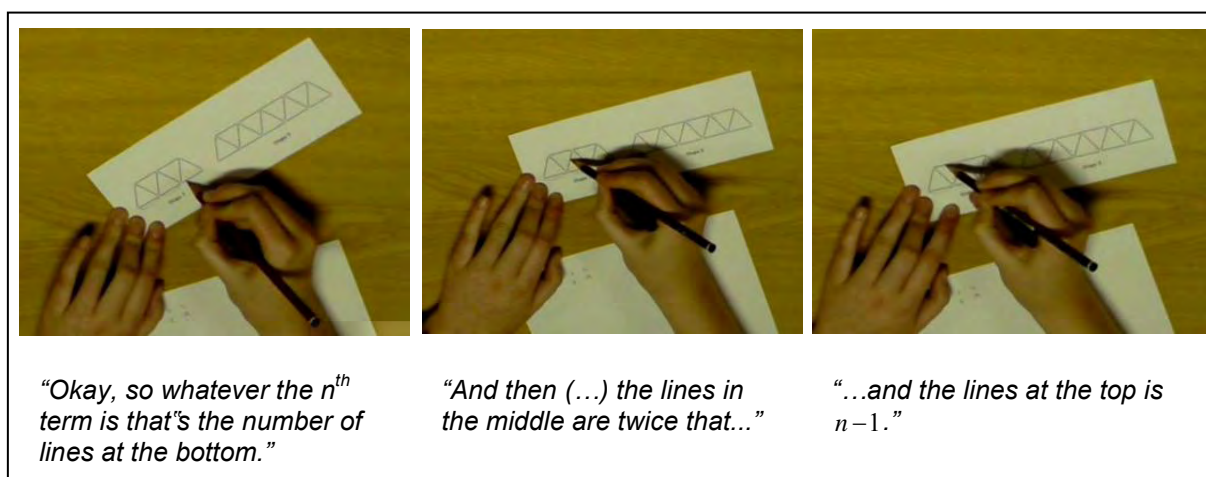 “Okay, so whatever the nth
term is that‟s the number of
lines at the bottom.”
“And then (…) the lines in
the middle are twice that...”
“…and the lines at the top is
n−1.”